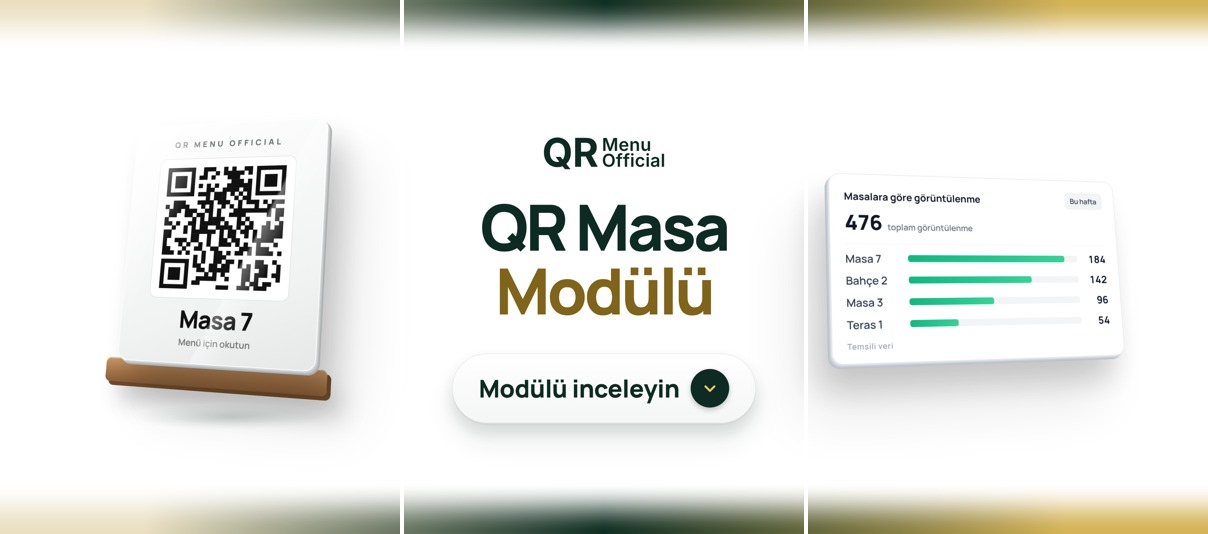 QR MENU OFFICIAL
Masa 7
Menü için okutun
QR Menu
Official
QR Masa
Modülü
Modülü inceleyin
Masalara göre görüntülenme
Bu hafta
476 toplam görüntülenme
Masa 7 184
Bahçe 2 142
Masa 3 96
Teras 1 54
Temsili veri